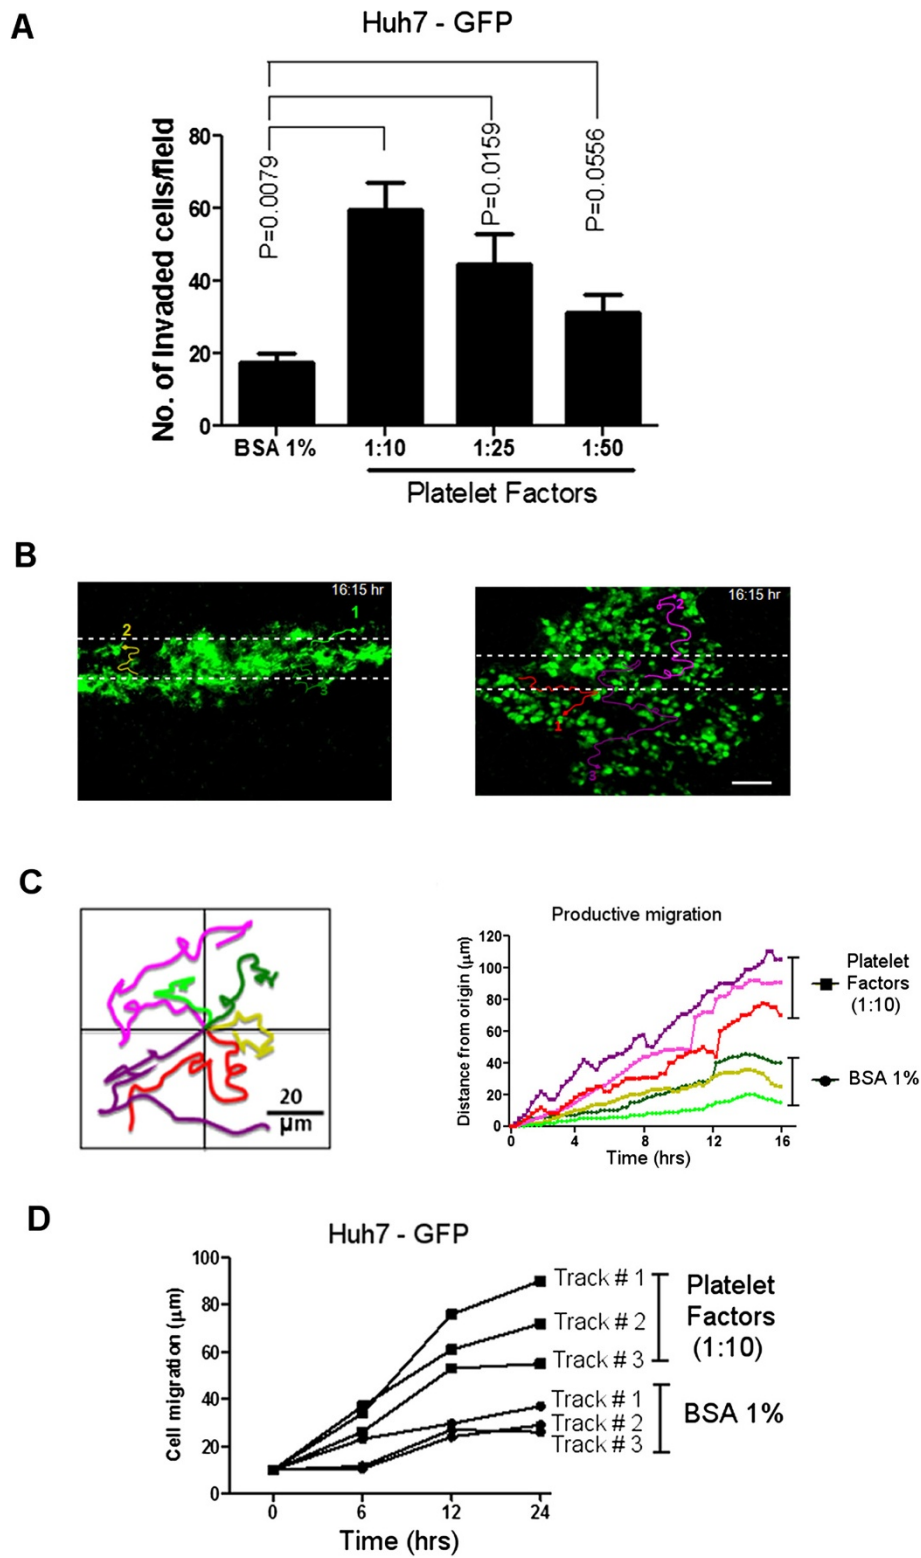 A
Huh7 - GFP
No. of Invaded cells/field
80
60
40
20
0
P=0.0079
P=0.0159
P=0.0556
BSA 1%
1:10
1:25
1:50
Platelet Factors
B
16:15 hr
1
2
3
16:15 hr
2
1
3
C
20
µm
Productive migration
Distance from origin (µm)
120
100
80
60
40
20
0
0
4
8
12
16
Time (hrs)
Platelet
Factors
(1:10)
BSA 1%
D
Huh7 - GFP
Cell migration (µm)
100
80
60
40
20
0
0
6
12
24
Time (hrs)
Track # 1
Track # 2
Track # 3
Platelet
Factors
(1:10)
Track # 1
Track # 2
Track # 3
BSA 1%